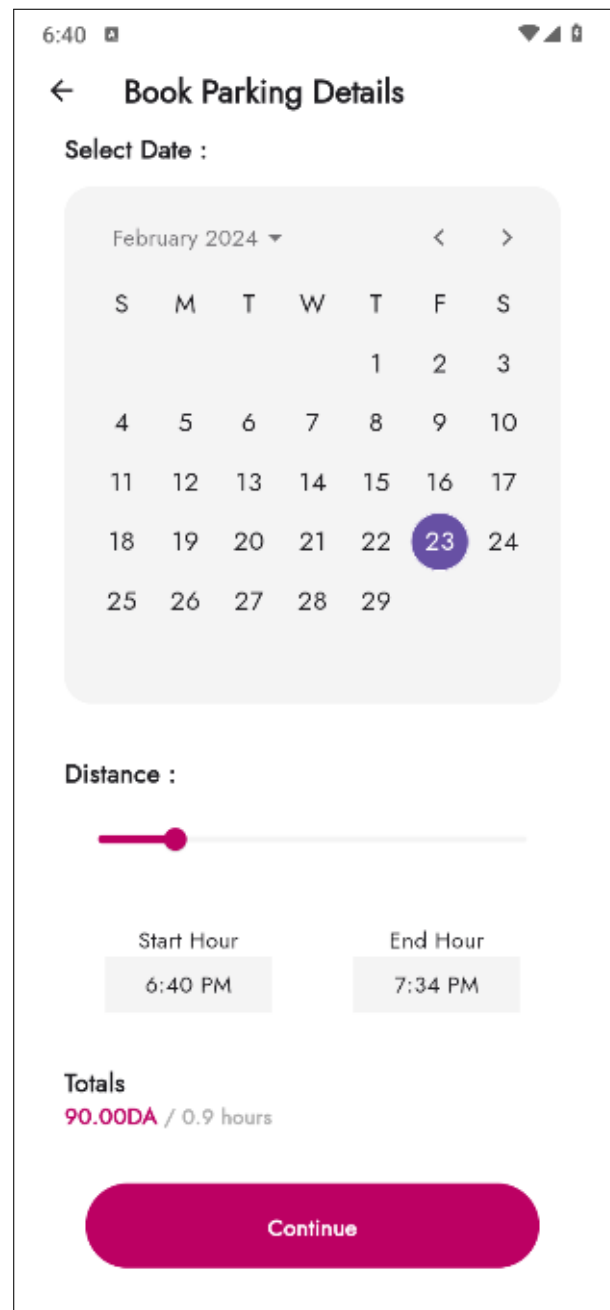 6:40
Book Parking Details
Select Date :
February 2024
S M T W T F S
1 2 3
4 5 6 7 8 9 10
11 12 13 14 15 16 17
18 19 20 21 22 23 24
25 26 27 28 29
Distance :
Start Hour End Hour
6:40 PM 7:34 PM
Totals
90.00DA / 0.9 hours
Continue